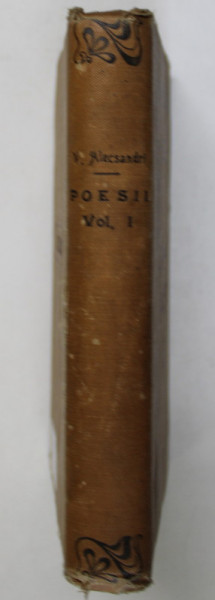 V. Alecsandri
POESII
Vol. I